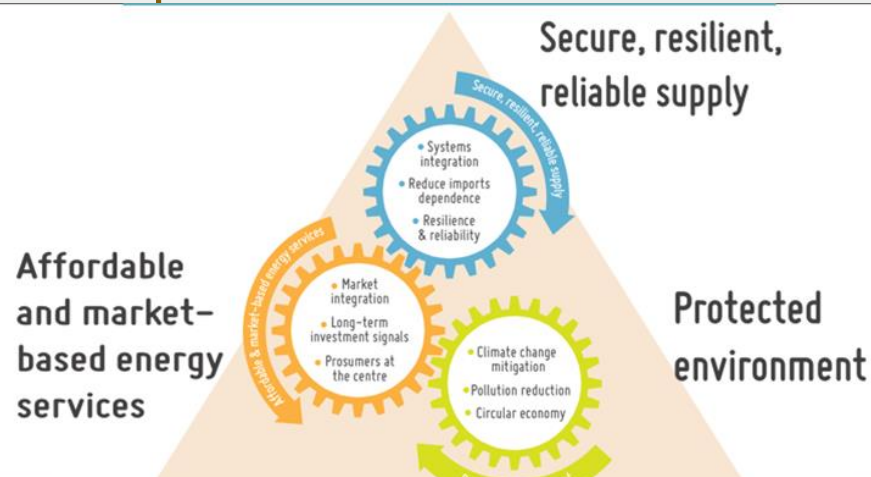 Secure, resilient,
reliable supply
Secure, resilient, reliable supply
• Systems
integration
• Reduce imports
dependence
• Resilience
& reliability
Affordable
and market-
based energy
services
Affordable & market-based energy services
• Market
integration
• Long-term
investment signals
• Prosumers at
the centre
Protected
environment
• Climate change
mitigation
• Pollution reduction
• Circular economy